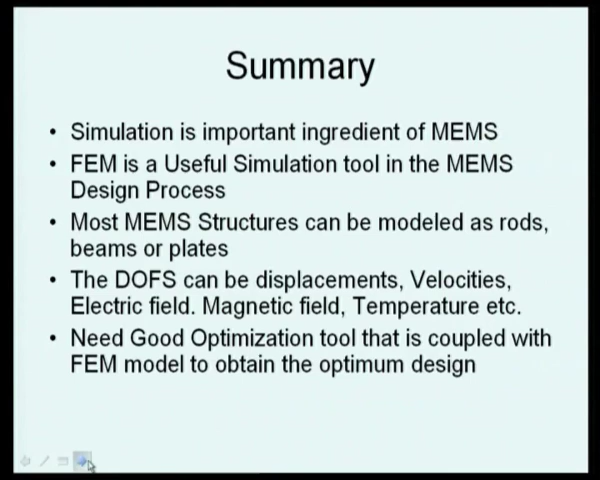 Summary
• Simulation is important ingredient of MEMS
• FEM is a Useful Simulation tool in the MEMS
Design Process
• Most MEMS Structures can be modeled as rods,
beams or plates
• The DOFS can be displacements, Velocities,
Electric field. Magnetic field, Temperature etc.
• Need Good Optimization tool that is coupled with
FEM model to obtain the optimum design